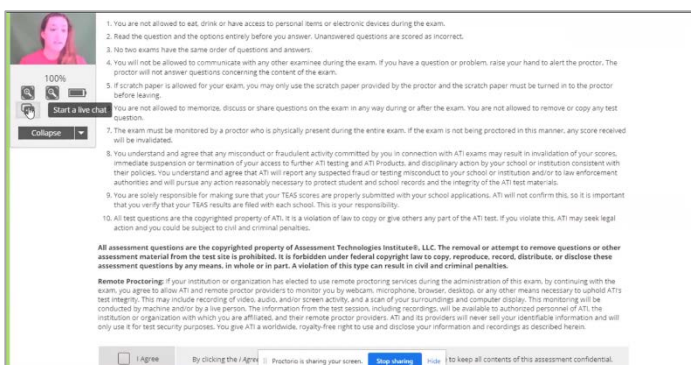 100%
Start a live chat
Collapse
1. You are not allowed to eat, drink or have access to personal items or electronic devices during the exam.
2. Read the question and the options entirely before you answer. Unanswered questions are scored as incorrect.
3. No two exams have the same order of questions and answers.
4. You will not be allowed to communicate with any other examinee during the exam. If you have a question or problem, raise your hand to alert the proctor. The
proctor will not answer questions concerning the content of the exam.
5. If scratch paper is allowed for your exam, you may only use the scratch paper provided by the proctor and the scratch paper must be turned in to the proctor
before leaving.
You are not allowed to memorize, discuss or share questions on the exam in any way during or after the exam. You are not allowed to remove or copy any test
question.
7. The exam must be monitored by a proctor who is physically present during the entire exam. If the exam is not being proctored in this manner, any score received
will be invalidated.
8. You understand and agree that any misconduct or fraudulent activity committed by you in connection with ATI exams may result in invalidation of your scores,
immediate suspension or termination of your access to further ATI testing and ATI Products, and disciplinary action by your school or institution consistent with
their policies. You understand and agree that ATI will report any suspected fraud or testing misconduct to your school or institution and/or to law enforcement
authorities and will pursue any action reasonably necessary to protect student and school records and the integrity of the ATI test materials.
9. You are solely responsible for making sure that your TEAS scores are properly submitted with your school applications. ATI will not confirm this, so it is important
that you verify that your TEAS results are filed with each school. This is your responsibility.
10. All test questions are the copyrighted property of ATI. It is a violation of law to copy or give others any part of the ATI test. If you violate this, ATI may seek legal
action and you could be subject to civil and criminal penalties.
All assessment questions are the copyrighted property of Assessment Technologies Institute®, LLC. The removal or attempt to remove questions or other
assessment material from the test site is prohibited. It is forbidden under federal copyright law to copy, reproduce, record, distribute, or disclose these
assessment questions by any means, in whole or in part. A violation of this type can result in civil and criminal penalties.
Remote Proctoring: If your institution or organization has elected to use remote proctoring services during the administration of this exam, by continuing with the
exam, you agree to allow ATI and remote proctor providers to monitor you by webcam, microphone, browser, desktop, or any other means necessary to uphold ATI's
test integrity. This may include recording of video, audio, and/or screen activity, and a scan of your surroundings and computer display. This monitoring will be
conducted by machine and/or by a live person. The information from the test session, including recordings, will be available to authorized personnel of ATI, the
institution or organization with which you are affiliated, and their remote proctor providers. ATI and its providers will never sell your identifiable information and will
only use it for test security purposes. You give ATI a worldwide, royalty-free right to use and disclose your information and recordings as described herein.
I Agree
By clicking the I Agree
Proctorio is sharing your screen.
Stop sharing
Hide
to keep all contents of this assessment confidential.